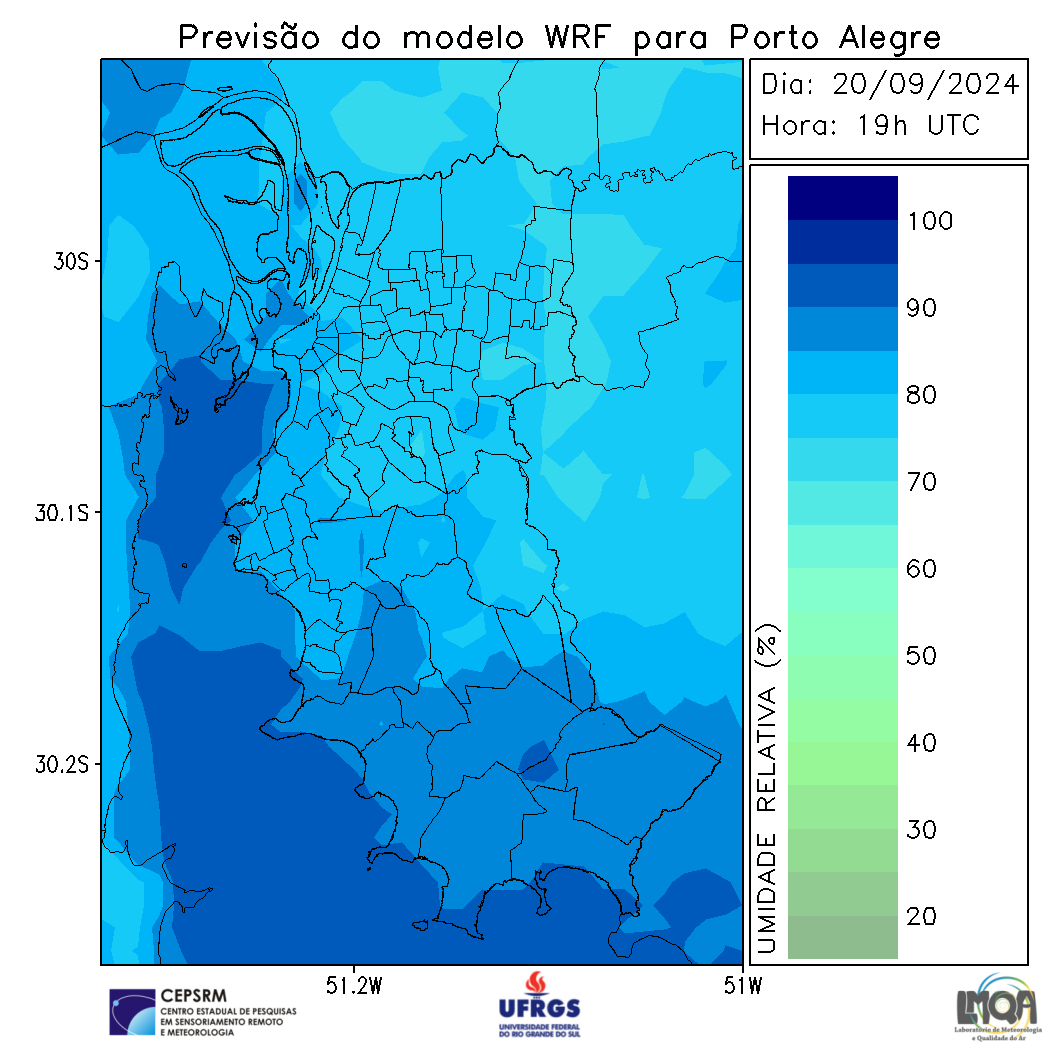 Previsão do modelo WRF para Porto Alegre
Dia: 20/09/2024
Hora: 19h UTC
100
90
80
70
60
50
40
30
20
UMIDADE RELATIVA (%)
30S
30.1S
30.2S
51.2W
51W
CEPSRM
CENTRO ESTADUAL DE PESQUISAS
EM SENSORIAMENTO REMOTO
E METEOROLOGIA
UFRGS
UNIVERSIDADE FEDERAL
DO RIO GRANDE DO SUL
LMQA
Laboratório de Meteorologia
e Qualidade do Ar